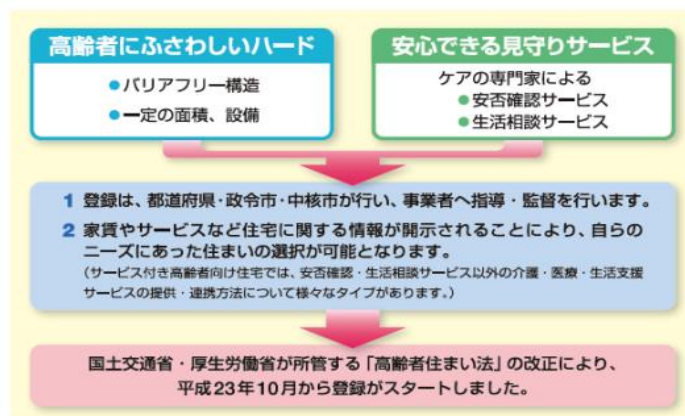 高齢者にふさわしいハード
●バリアフリー構造
●一定の面積、設備
安心できる見守りサービス
ケアの専門家による
●安否確認サービス
●生活相談サービス
1 登録は、都道府県・政令市・中核市が行い、事業者へ指導・監督を行います。
2 家賃やサービスなど住宅に関する情報が開示されることにより、自らの
ニーズにあった住まいの選択が可能となります。
(サービス付き高齢者向け住宅では、安否確認・生活相談サービス以外の介護・医療・生活支援
サービスの提供・連携方法について様々なタイプがあります。)
国土交通省・厚生労働省が所管する「高齢者住まい法」の改正により、
平成23年10月から登録がスタートしました。